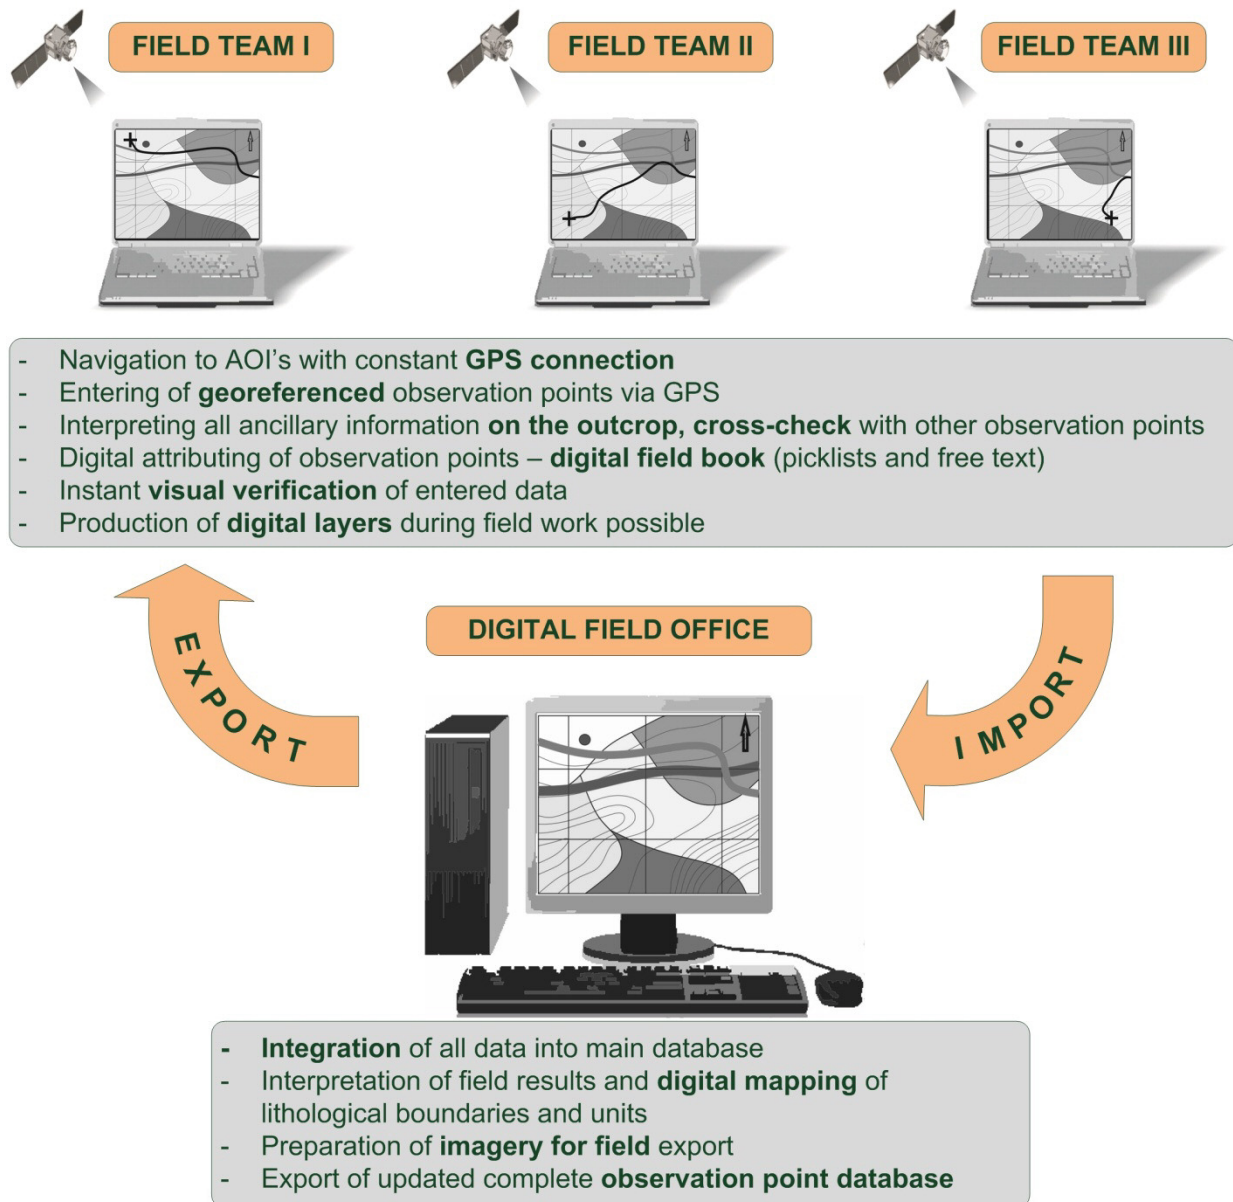 FIELD TEAM I
FIELD TEAM II
FIELD TEAM III
- Navigation to AOI's with constant GPS connection
- Entering of georeferenced observation points via GPS
- Interpreting all ancillary information on the outcrop, cross-check with other observation points
- Digital attributing of observation points – digital field book (picklists and free text)
- Instant visual verification of entered data
- Production of digital layers during field work possible
EXPORT
DIGITAL FIELD OFFICE
IMPORT
- Integration of all data into main database
- Interpretation of field results and digital mapping of
lithological boundaries and units
- Preparation of imagery for field export
- Export of updated complete observation point database